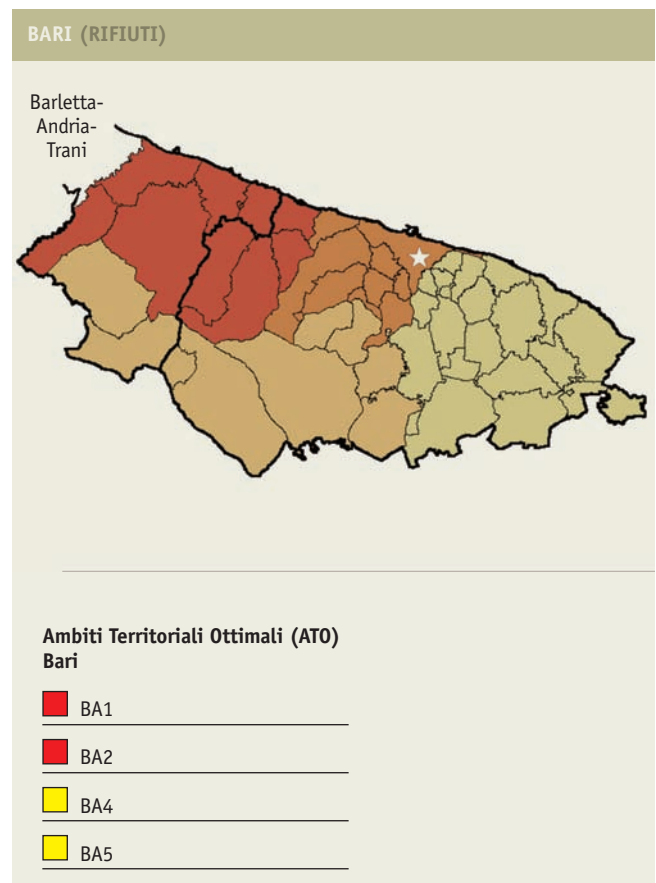 BARI (RIFIUTI)
Barletta-
Andria-
Trani
Ambiti Territoriali Ottimali (ATO)
Bari
BA1
BA2
BA4
BA5